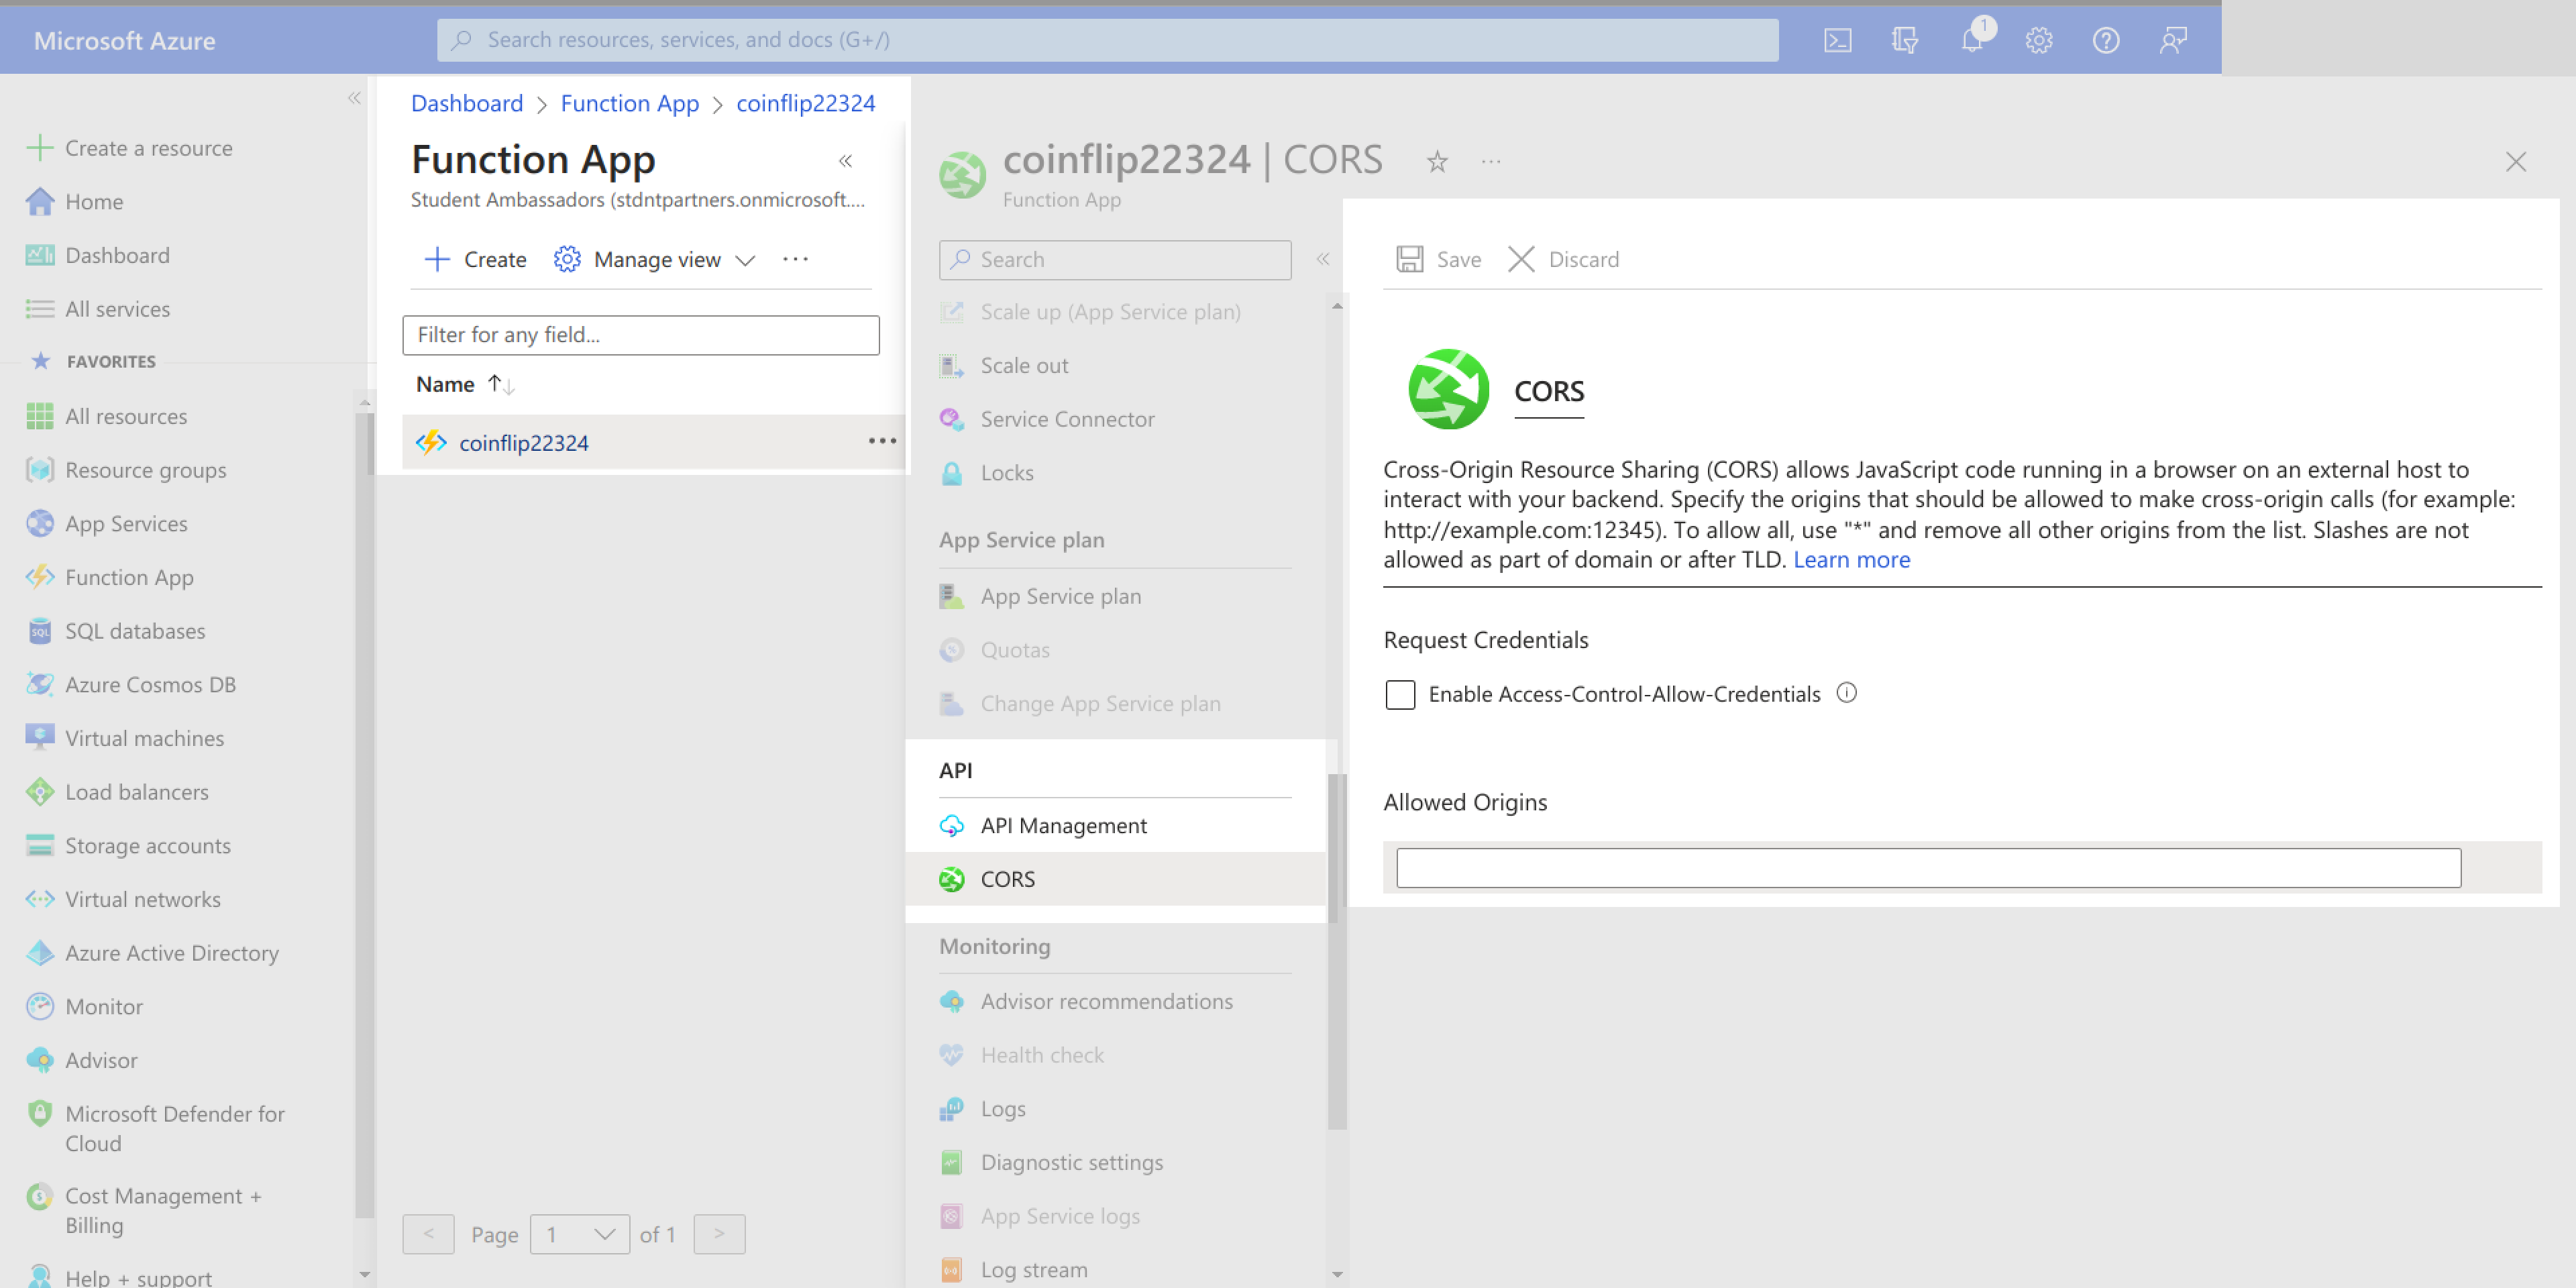 Microsoft Azure
Search resources, services, and docs (G+/)
1
Create a resource
Home
Dashboard
All services
FAVORITES
All resources
Resource groups
App Services
Function App
SQL databases
Azure Cosmos DB
Virtual machines
Load balancers
Storage accounts
Virtual networks
Azure Active Directory
Monitor
Advisor
Microsoft Defender for
Cloud
Cost Management +
Billing
Help + support
Dashboard > Function App > coinflip22324
Function App
Student Ambassadors (stdntpartners.onmicrosoft....
Create
Manage view
Filter for any field...
Name
coinflip22324
< Page 1 of 1 >
coinflip22324 | CORS
Function App
Search
Scale up (App Service plan)
Scale out
Service Connector
Locks
App Service plan
App Service plan
Quotas
Change App Service plan
API
API Management
CORS
Monitoring
Advisor recommendations
Health check
Logs
Diagnostic settings
App Service logs
Log stream
Save
Discard
CORS
Cross-Origin Resource Sharing (CORS) allows JavaScript code running in a browser on an external host to
interact with your backend. Specify the origins that should be allowed to make cross-origin calls (for example:
http://example.com:12345). To allow all, use "*" and remove all other origins from the list. Slashes are not
allowed as part of domain or after TLD. Learn more
Request Credentials
Enable Access-Control-Allow-Credentials
Allowed Origins